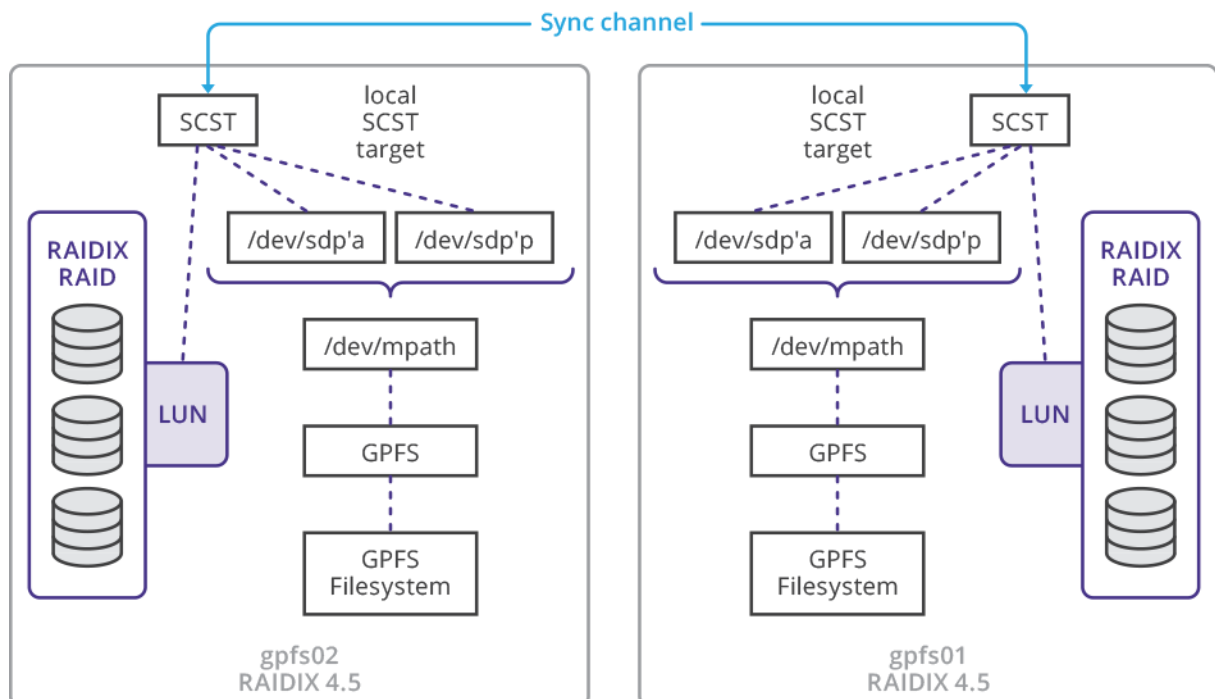 Sync channel
SCST
local
SCST
target
/dev/sdp'a
/dev/sdp'p
RAIDIX
RAID
LUN
/dev/mpath
GPFS
GPFS
Filesystem
gpfs02
RAIDIX 4.5
local
SCST
target
SCST
/dev/sdp'a
/dev/sdp'p
RAIDIX
RAID
/dev/mpath
LUN
GPFS
GPFS
Filesystem
gpfs01
RAIDIX 4.5